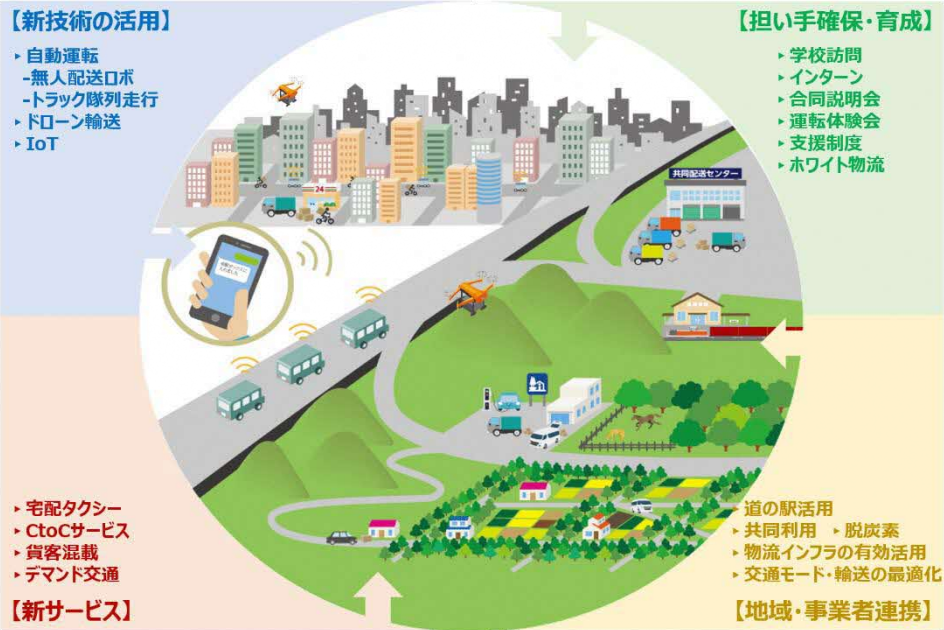 【新技術の活用】
▸ 自動運転
-無人配送ロボ
-トラック隊列走行
▸ ドローン輸送
▸ IoT
【担い手確保・育成】
▸ 学校訪問
▸ インターン
▸ 合同説明会
▸ 運転体験会
▸ 支援制度
▸ ホワイト物流
共同配送センター
24
▸ 宅配タクシー
▸ CtoCサービス
▸ 貨客混載
▸ デマンド交通
【新サービス】
▸ 道の駅活用
▸ 共同利用 ▸ 脱炭素
▸ 物流インフラの有効活用
▸ 交通モード・輸送の最適化
【地域・事業者連携】